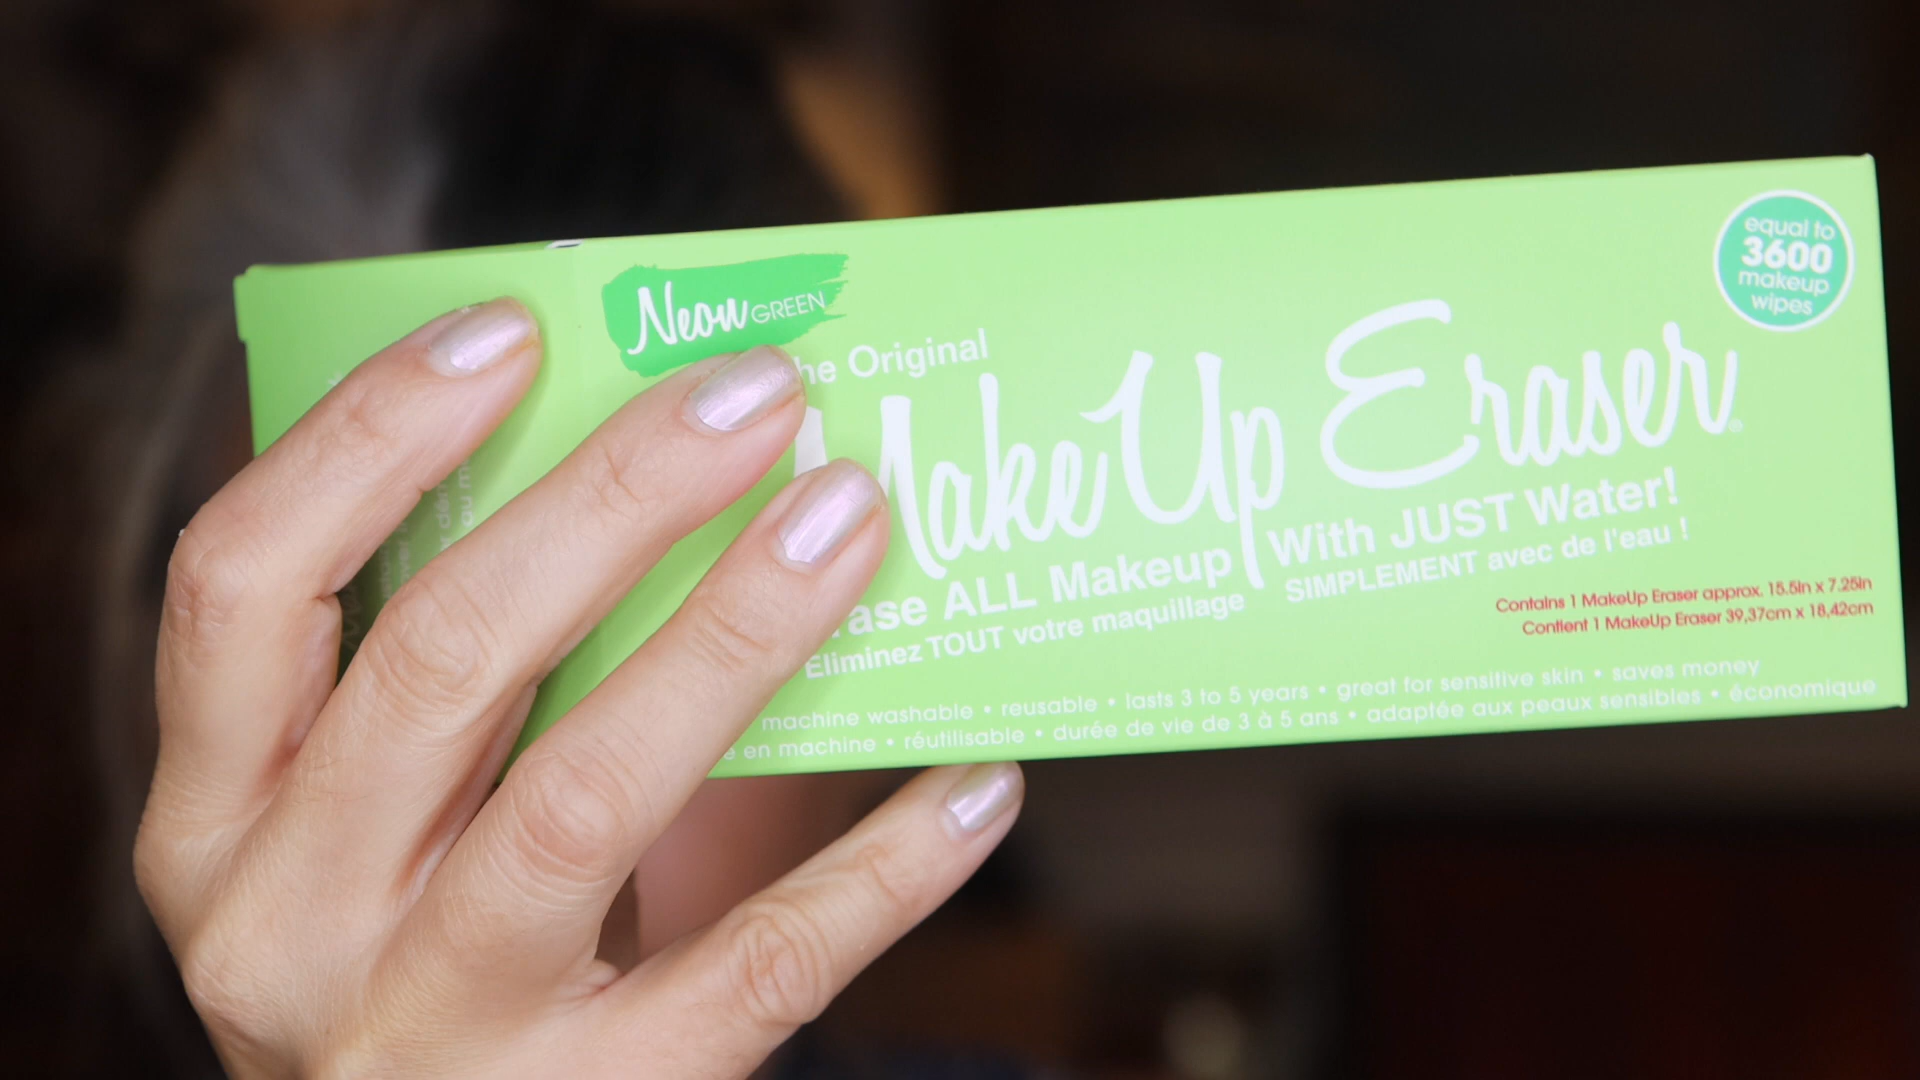 Neon GREEN
equal to
3600
makeup
wipes
he Original
MakeUp Eraser®
rase ALL Makeup With JUST Water!
Éliminez TOUT votre maquillage SIMPLEMENT avec de l'eau !
Contains 1 MakeUp Eraser approx. 15.5in x 7.25in
Contient 1 MakeUp Eraser 39,37cm x 18,42cm
machine washable • reusable • lasts 3 to 5 years • great for sensitive skin • saves money
e en machine • réutilisable • durée de vie de 3 à 5 ans • adaptée aux peaux sensibles • économique